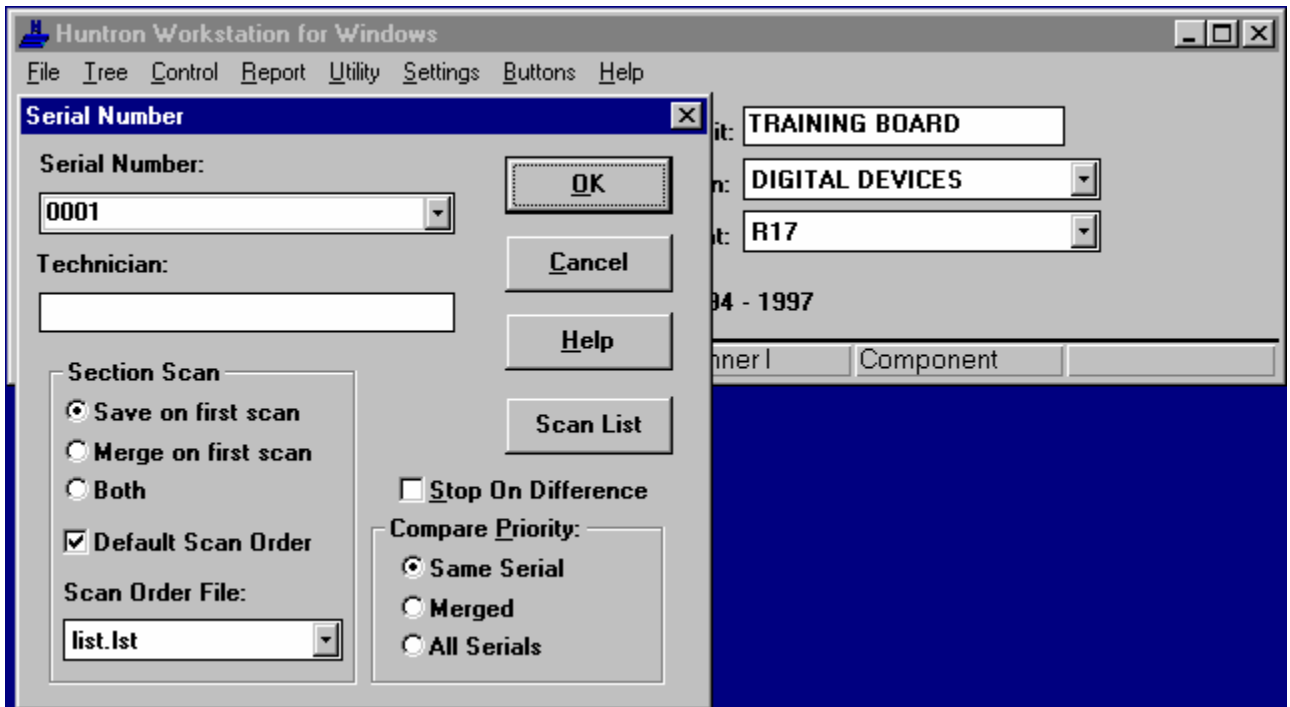 Huntron Workstation for Windows
File Tree Control Report Utility Settings Buttons Help
Serial Number
it: TRAINING BOARD
n: DIGITAL DEVICES
t: R17
94 - 1997
nner I Component
Serial Number:
0001
Technician:
OK
Cancel
Help
Scan List
Section Scan
Save on first scan
Merge on first scan
Both
Default Scan Order
Scan Order File:
list.lst
Stop On Difference
Compare Priority:
Same Serial
Merged
All Serials